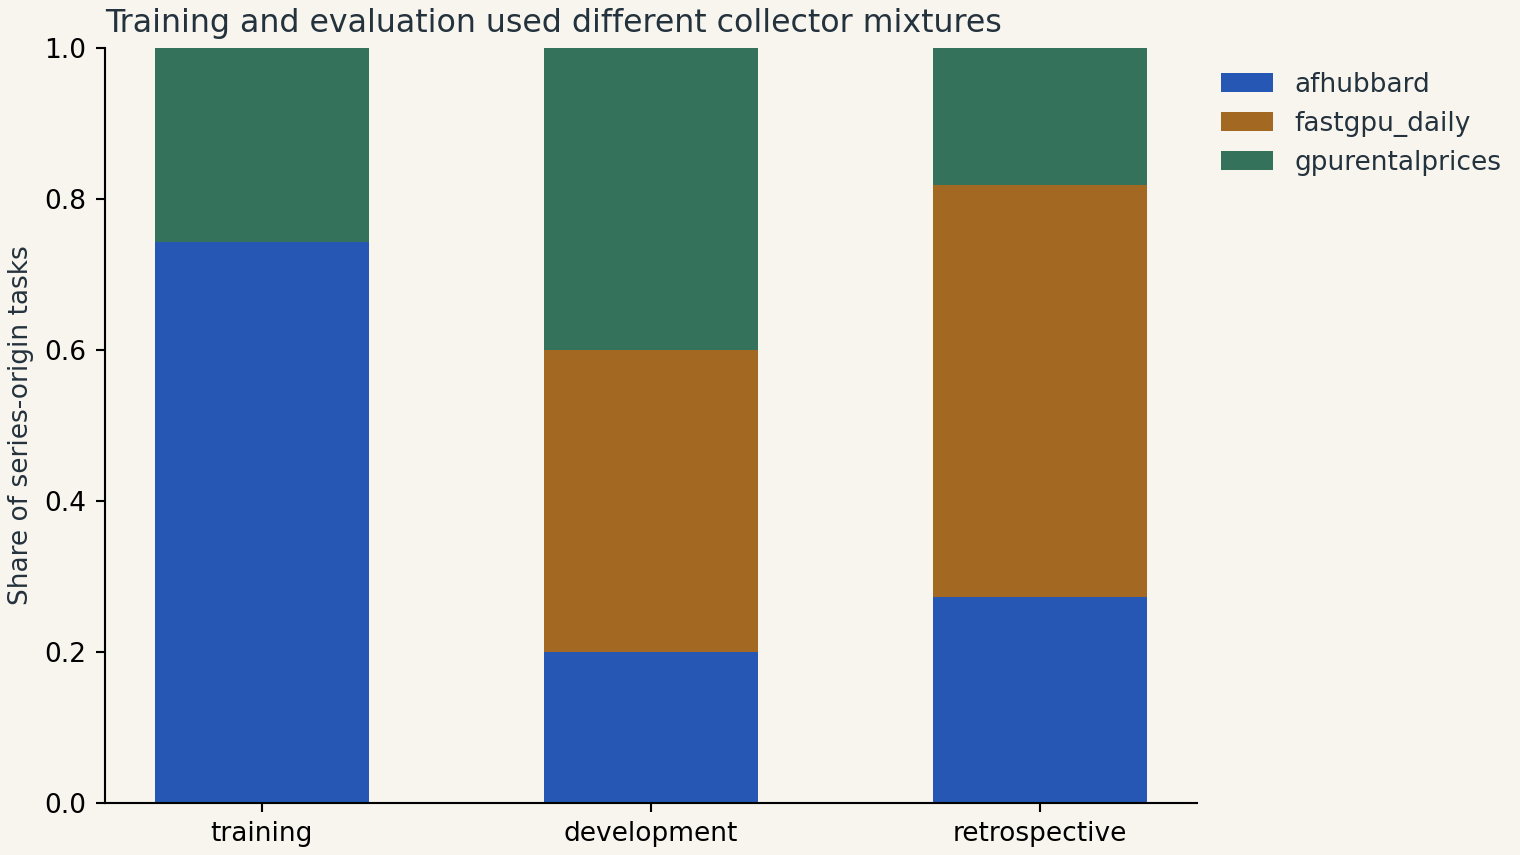 Training and evaluation used different collector mixtures
Share of series-origin tasks
1.0
0.8
0.6
0.4
0.2
0.0
training
development
retrospective
afhubbard
fastgpu_daily
gpurentalprices